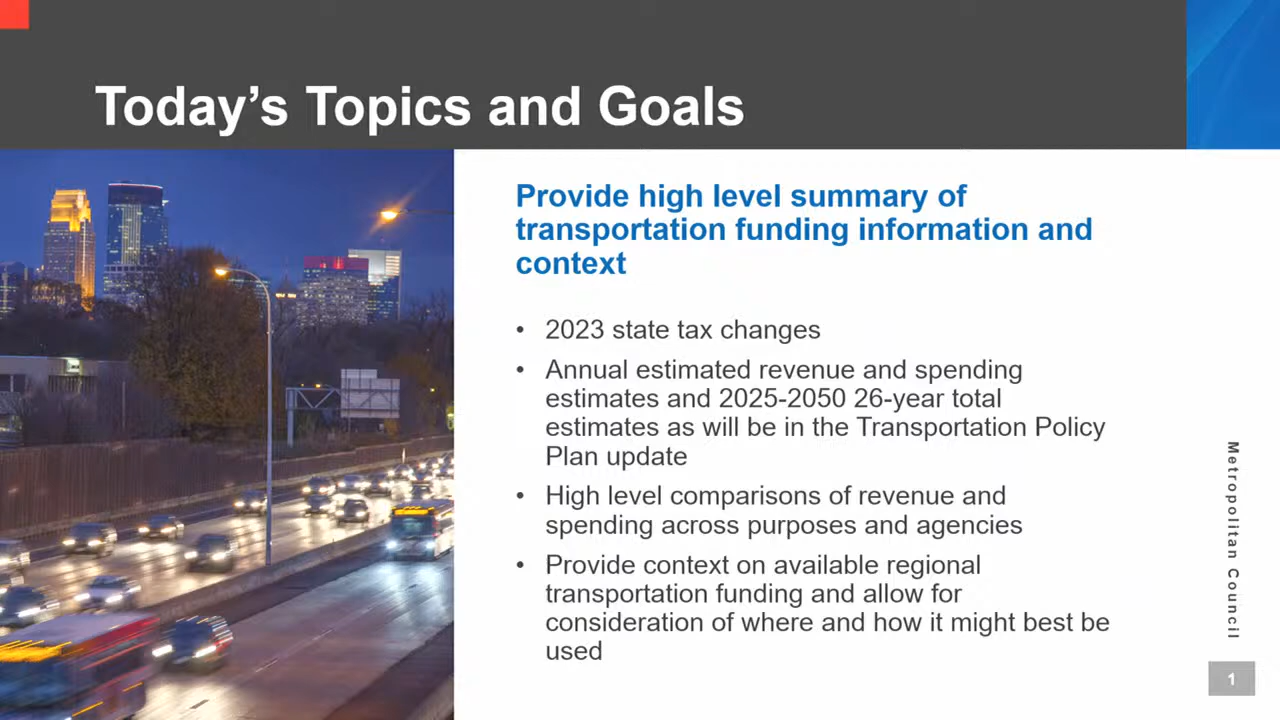 Today’s Topics and Goals
Provide high level summary of
transportation funding information and
context
• 2023 state tax changes
• Annual estimated revenue and spending
estimates and 2025-2050 26-year total
estimates as will be in the Transportation Policy
Plan update
• High level comparisons of revenue and
spending across purposes and agencies
• Provide context on available regional
transportation funding and allow for
consideration of where and how it might best be
used
Metropolitan Council
1